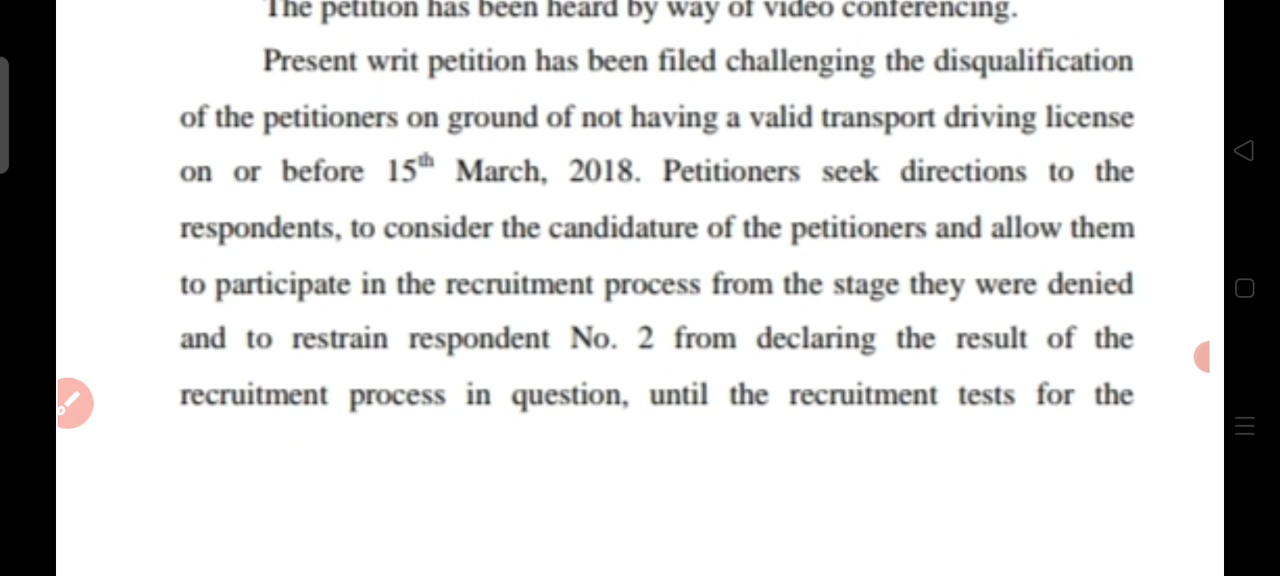 The petition has been heard by way of video conferencing.
Present writ petition has been filed challenging the disqualification
of the petitioners on ground of not having a valid transport driving license
on or before 15th March, 2018. Petitioners seek directions to the
respondents, to consider the candidature of the petitioners and allow them
to participate in the recruitment process from the stage they were denied
and to restrain respondent No. 2 from declaring the result of the
recruitment process in question, until the recruitment tests for the